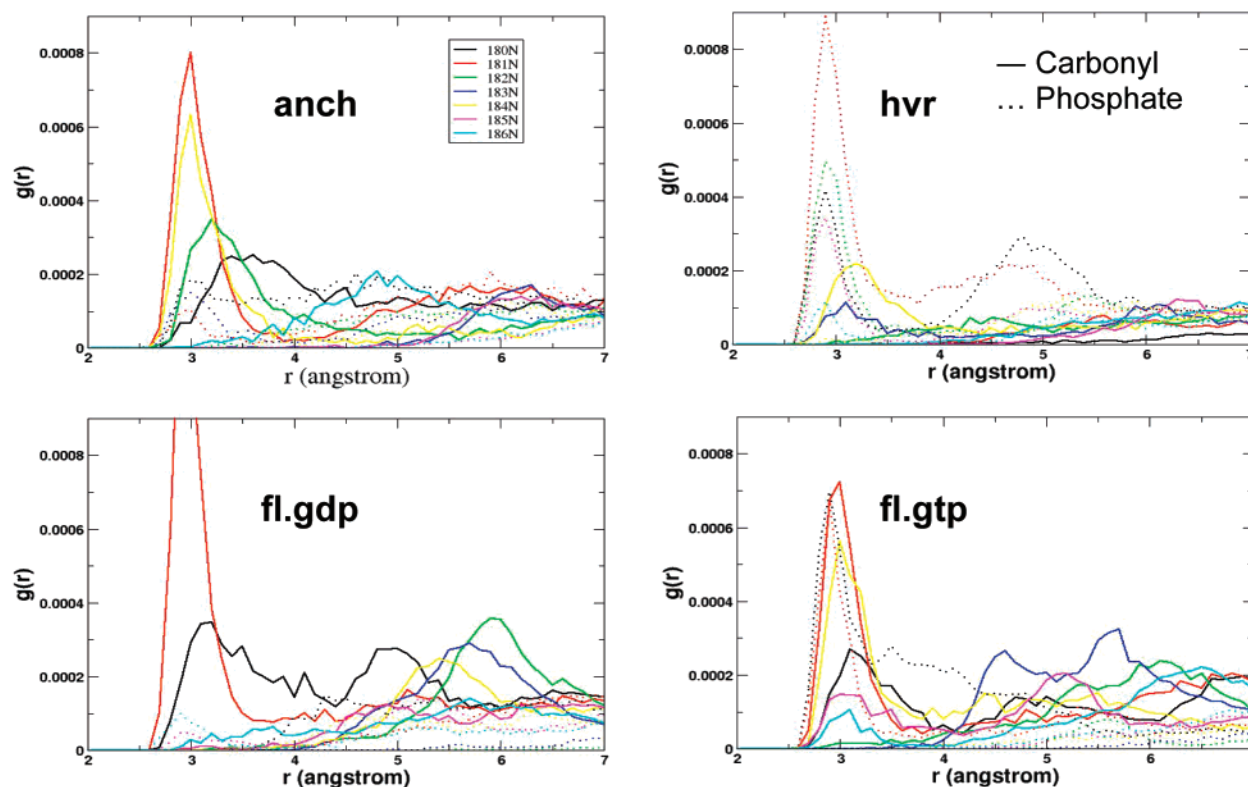 anch
180N
181N
182N
183N
184N
185N
186N
g(r)
0.0008
0.0006
0.0004
0.0002
0
2 3 4 5 6 7
r (angstrom)
hvr
— Carbonyl
... Phosphate
g(r)
0.0008
0.0006
0.0004
0.0002
0
2 3 4 5 6 7
r (angstrom)
fl.gdp
g(r)
0.0008
0.0006
0.0004
0.0002
0
2 3 4 5 6 7
r (angstrom)
fl.gtp
g(r)
0.0008
0.0006
0.0004
0.0002
0
2 3 4 5 6
r (angstrom)